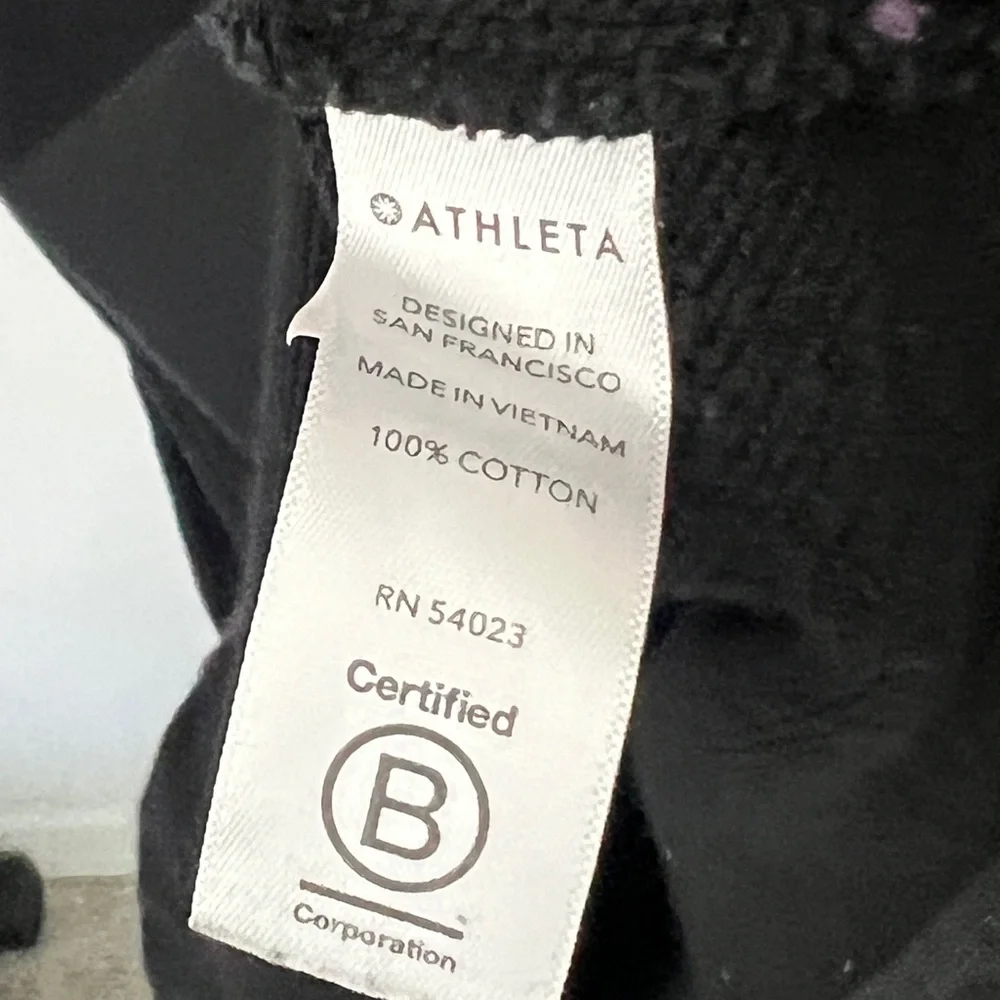 ATHLETA
DESIGNED IN
SAN FRANCISCO
MADE IN VIETNAM
100% COTTON
RN 54023
Certified
B
Corporation